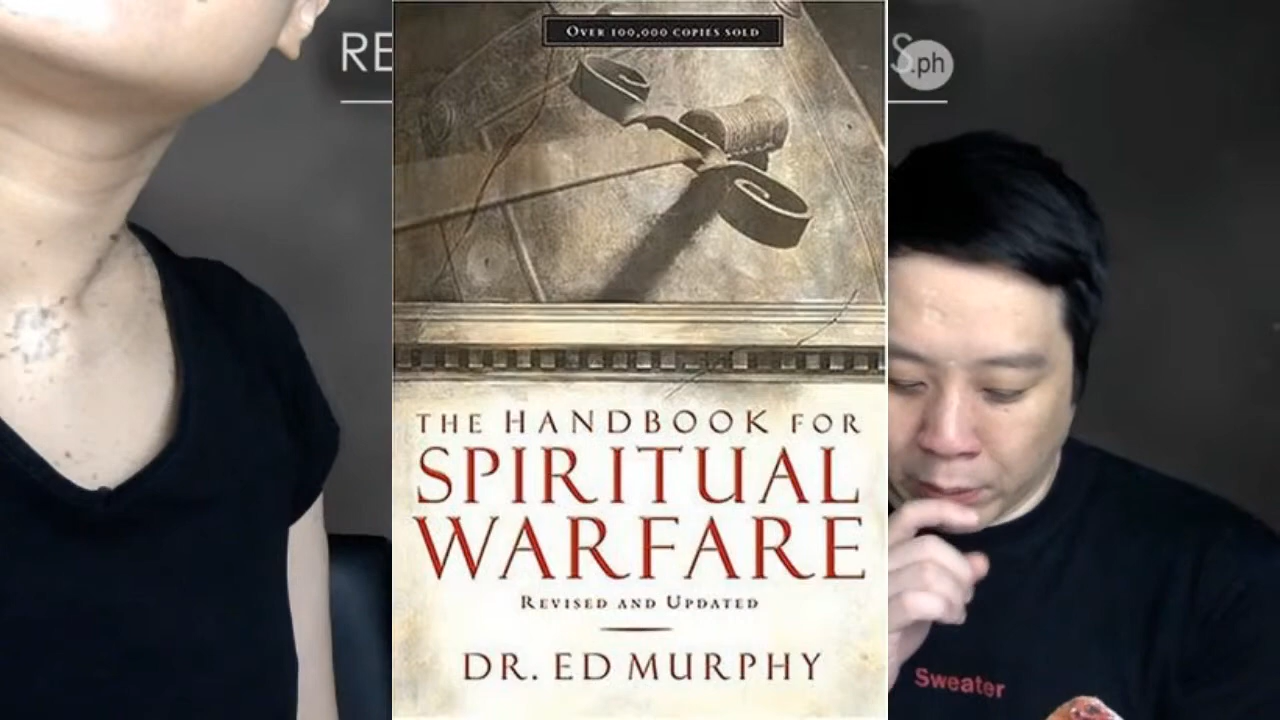 RE
S.ph
OVER 100,000 COPIES SOLD
THE HANDBOOK FOR
SPIRITUAL
WARFARE
REVISED AND UPDATED
DR. ED MURPHY
Sweater